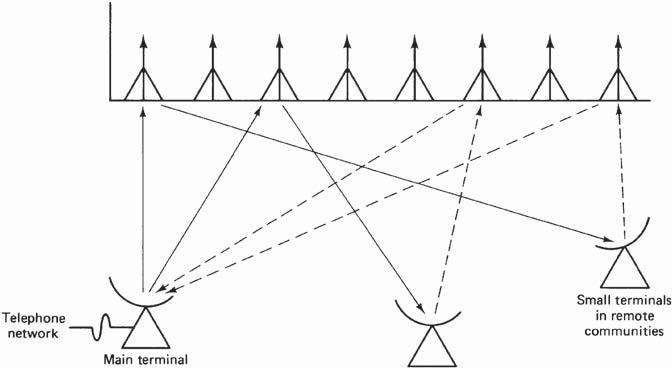 Telephone
network
Main terminal
Small terminals
in remote
communities